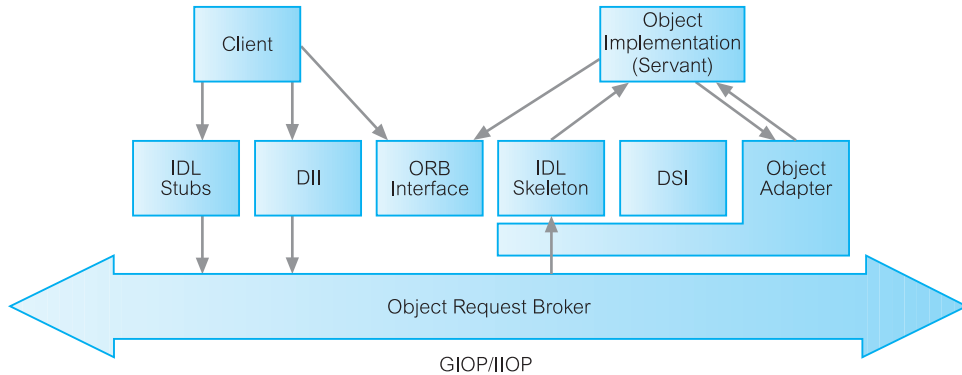 Client
Object
Implementation
(Servant)
IDL
Stubs
DII
ORB
Interface
IDL
Skeleton
DSI
Object
Adapter
Object Request Broker
GIOP/IIOP